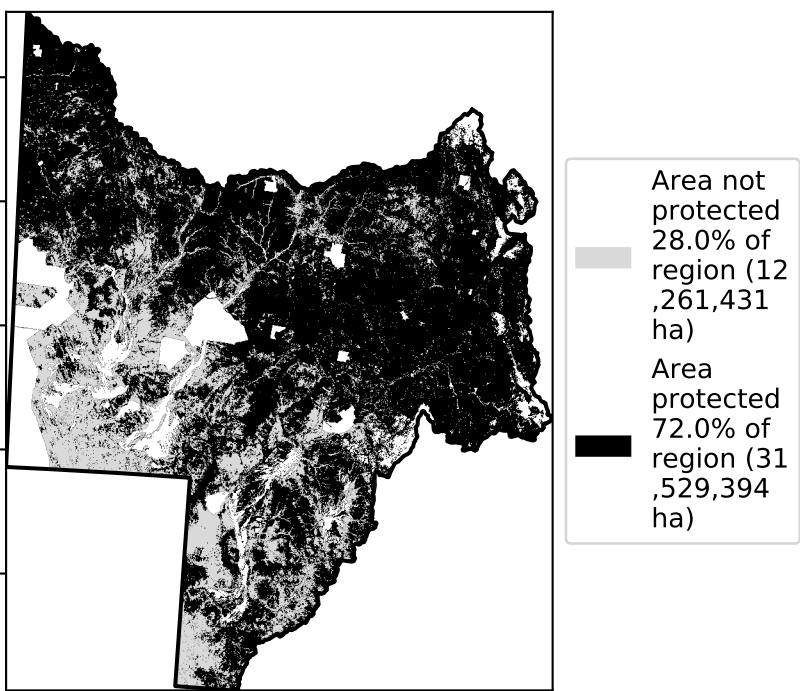 Area not
protected
28.0% of
region (12
,261,431
ha)
Area
protected
72.0% of
region (31
,529,394
ha)